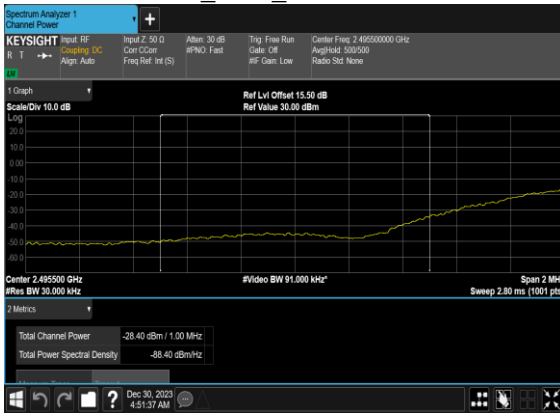 Spectrum Analyzer 1
Channel Power
+
KEYSIGHT
R T
LW
Input: RF
Coupling: DC
Align: Auto
Input Z: 50 Ω
Corr CCorr
Freq Ref: Int (S)
Atten: 30 dB
#PNO: Fast
Trig: Free Run
Gate: Off
#IF Gain: Low
Center Freq: 2.495500000 GHz
Avg|Hold: 500/500
Radio Std: None
1 Graph
Scale/Div 10.0 dB
Ref Lvl Offset 15.50 dB
Ref Value 30.00 dBm
Log
20.0
10.0
0.00
-10.0
-20.0
-30.0
-40.0
-50.0
-60.0
Center 2.495500 GHz
#Res BW 30.000 kHz
#Video BW 91.000 kHz*
Span 2 MH
Sweep 2.80 ms (1001 pts
2 Metrics
Total Channel Power -28.40 dBm / 1.00 MHz
Total Power Spectral Density -88.40 dBm/Hz
?
Dec 30, 2023
4:51:37 AM